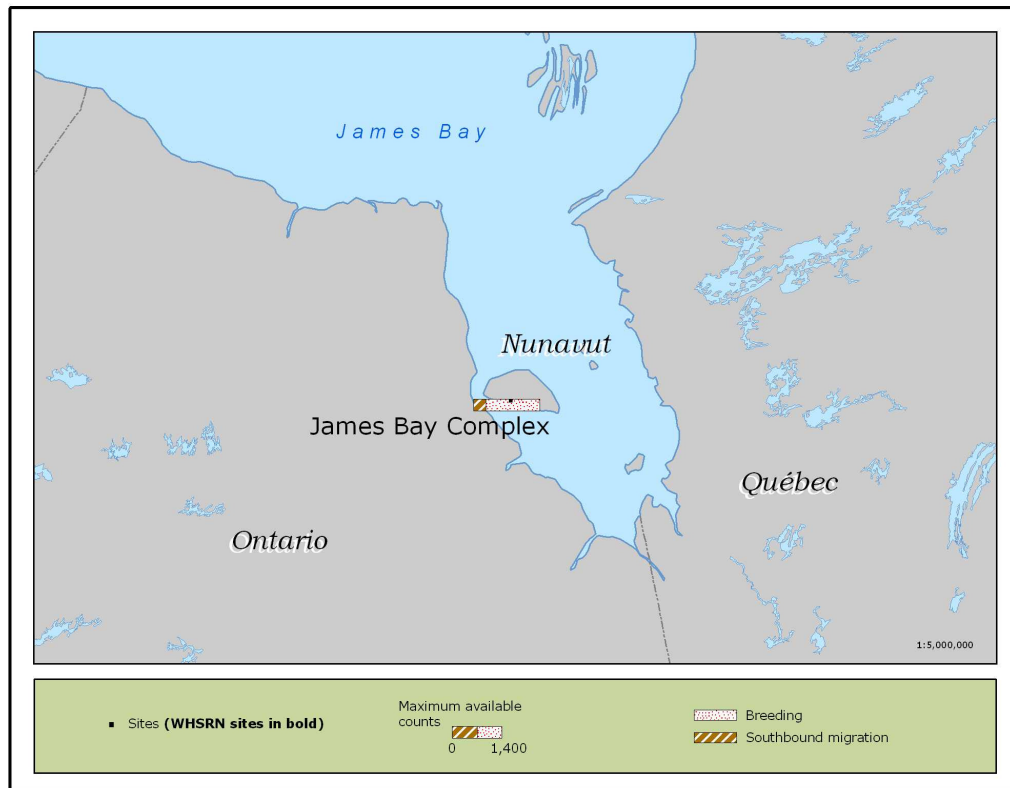 James Bay
Nunavut
James Bay Complex
Québec
Ontario
1:5,000,000
Sites (WHSRN sites in bold)
Maximum available
counts
0 1,400
Breeding
Southbound migration